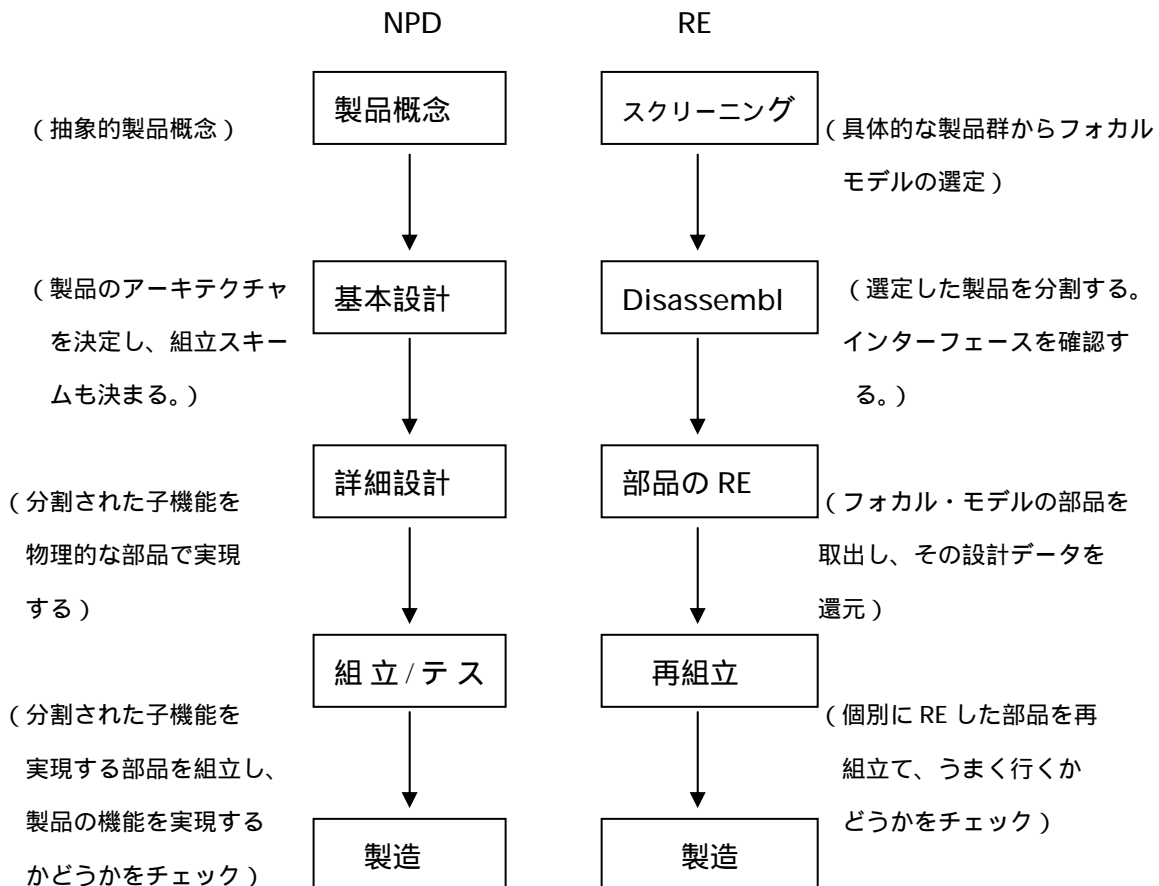 NPD
RE
製品概念
スクリーニング
(抽象的製品概念)
(具体的な製品群からフォカル
モデルの選定)
(製品のアーキテクチャ
を決定し、組立スキー
ムも決まる。)
基本設計
Disassembl
(選定した製品を分割する。
インターフェースを確認す
る。)
(分割された子機能を
物理的な部品で実現
する)
詳細設計
部品の RE
(フォカル・モデルの部品を
取出し、その設計データを
還元)
(分割された子機能を
実現する部品を組立し、
製品の機能を実現する
かどうかをチェック)
組 立/テ ス
再組立
(個別に RE した部品を再
組立て、うまく行くか
どうかをチェック)
製造
製造